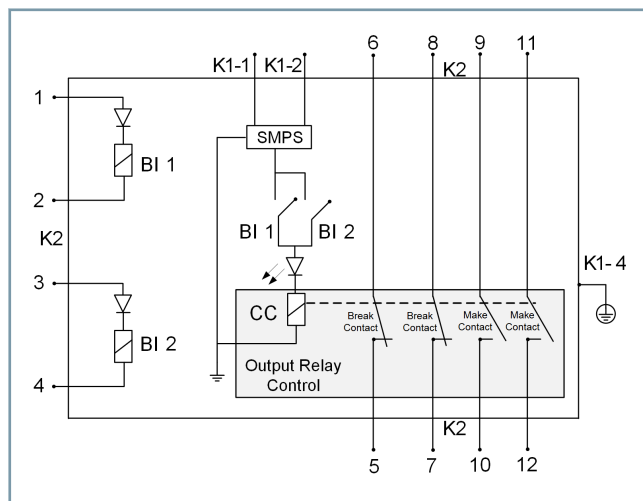 6 8 9 11
K1-1 K1-2 K2
1
SMPS
BI 1
2
BI 1 BI 2
K2
K1-4
3
CC
Break Contact
Break Contact
Make Contact
Make Contact
BI 2
Output Relay
Control
4
K2
5 7 10 12